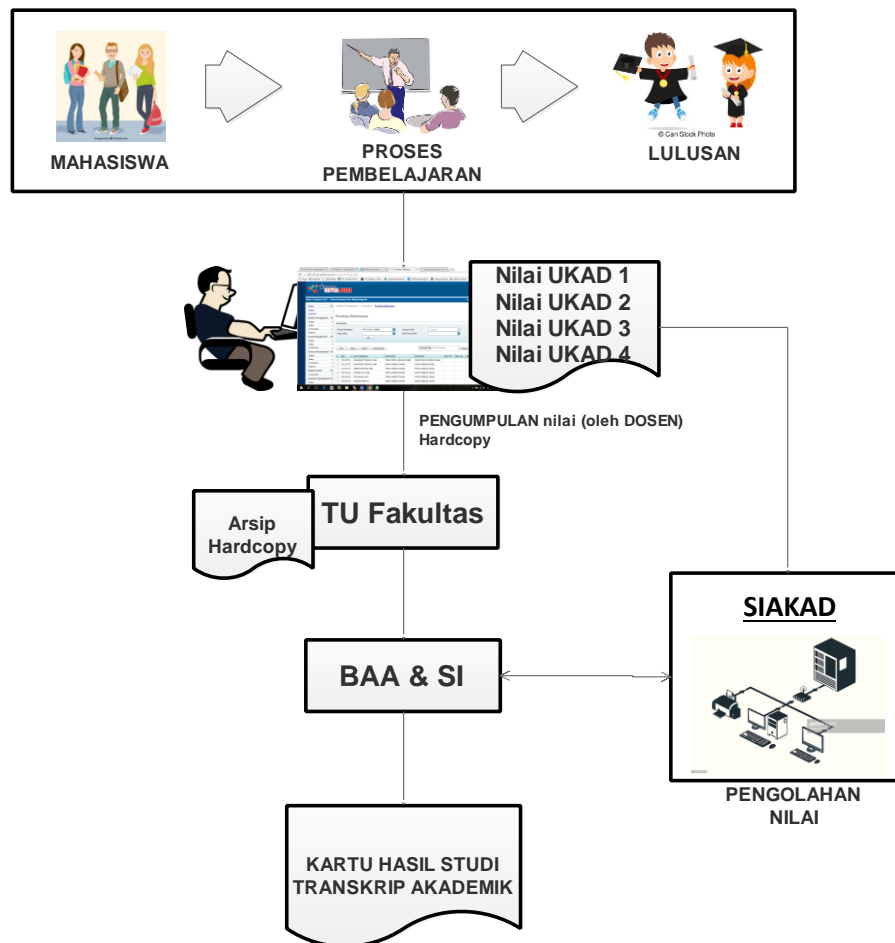 MAHASISWA
PROSES
PEMBELAJARAN
© Can Stock Photo
LULUSAN
Nilai UKAD 1
Nilai UKAD 2
Nilai UKAD 3
Nilai UKAD 4
PENGUMPULAN nilai (oleh DOSEN)
Hardcopy
TU Fakultas
Arsip
Hardcopy
SIAKAD
BAA & SI
PENGOLAHAN
NILAI
KARTU HASIL STUDI
TRANSKRIP AKADEMIK